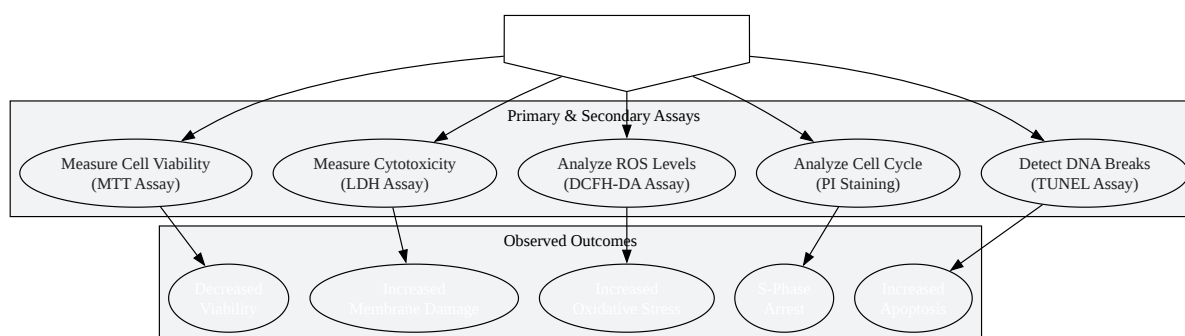 Primary & Secondary Assays
Measure Cell Viability
(MTT Assay)
Measure Cytotoxicity
(LDH Assay)
Analyze ROS Levels
(DCFH-DA Assay)
Analyze Cell Cycle
(PI Staining)
Detect DNA Breaks
(TUNEL Assay)
Observed Outcomes
Decreased
Viability
Increased
Membrane Damage
Increased
Oxidative Stress
S-Phase
Arrest
Increased
Apoptosis